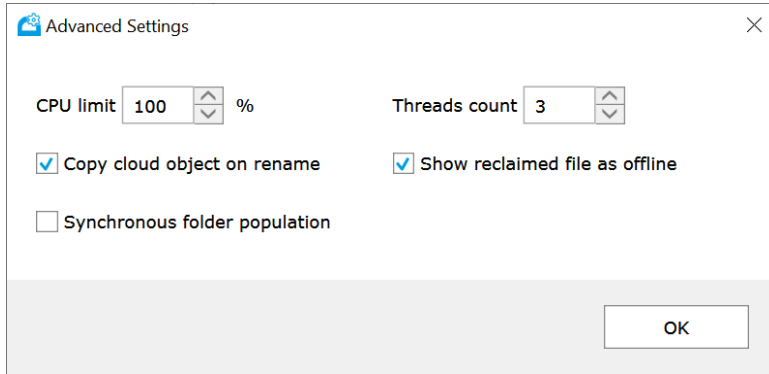 Advanced Settings
CPU limit 100 % Threads count 3
Copy cloud object on rename Show reclaimed file as offline
Synchronous folder population
OK